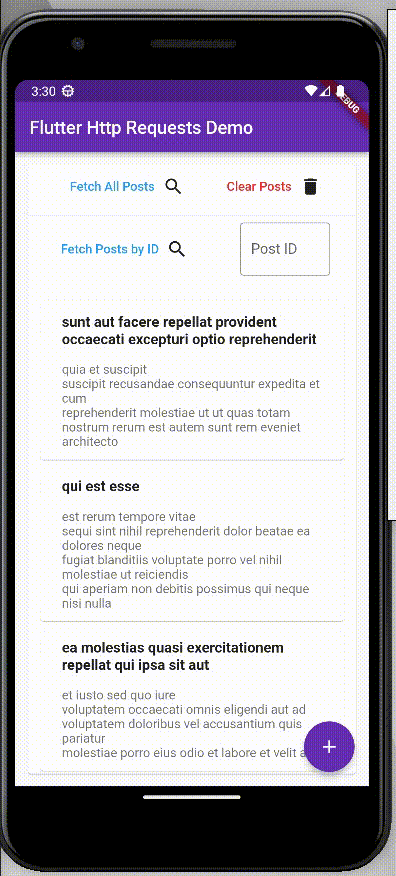 3:30
DEBUG
Flutter Http Requests Demo
Fetch All Posts
Clear Posts
Fetch Posts by ID
Post ID
sunt aut facere repellat provident
occaecati excepturi optio reprehenderit
quia et suscipit
suscipit recusandae consequuntur expedita et
cum
reprehenderit molestiae ut ut quas totam
nostrum rerum est autem sunt rem eveniet
architecto
qui est esse
est rerum tempore vitae
sequi sint nihil reprehenderit dolor beatae ea
dolores neque
fugiat blanditiis voluptate porro vel nihil
molestiae ut reiciendis
qui aperiam non debitis possimus qui neque
nisi nulla
ea molestias quasi exercitationem
repellat qui ipsa sit aut
et iusto sed quo iure
voluptatem occaecati omnis eligendi aut ad
voluptatem doloribus vel accusantium quis
pariatur
molestiae porro eius odio et labore et velit